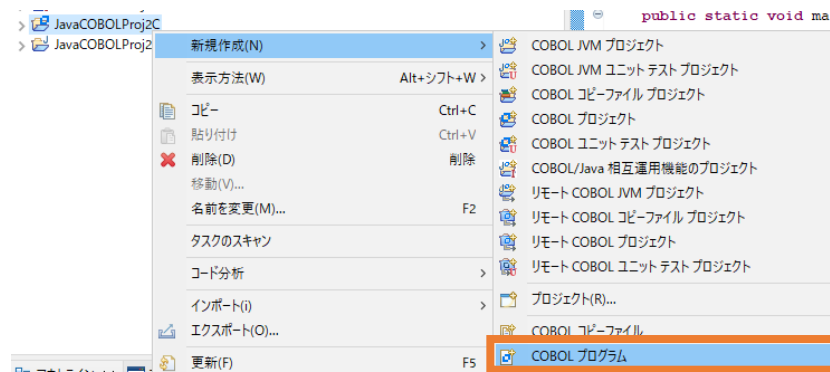 JavaCOBOLProj2C
JavaCOBOLProj2
public static void ma
新規作成(N)
表示方法(W) Alt+シフト+W
コピー Ctrl+C
貼り付け Ctrl+V
削除(D) 削除
移動(V)...
名前を変更(M)... F2
タスクのスキャン
コード分析
インポート(i)
エクスポート(O)...
更新(F) F5
COBOL JVM プロジェクト
COBOL JVM ユニット テスト プロジェクト
COBOL コピーファイル プロジェクト
COBOL プロジェクト
COBOL ユニット テスト プロジェクト
COBOL/Java 相互運用機能のプロジェクト
リモート COBOL JVM プロジェクト
リモート COBOL コピーファイル プロジェクト
リモート COBOL プロジェクト
リモート COBOL ユニット テスト プロジェクト
プロジェクト(R)...
COBOL コピーファイル
COBOL プログラム